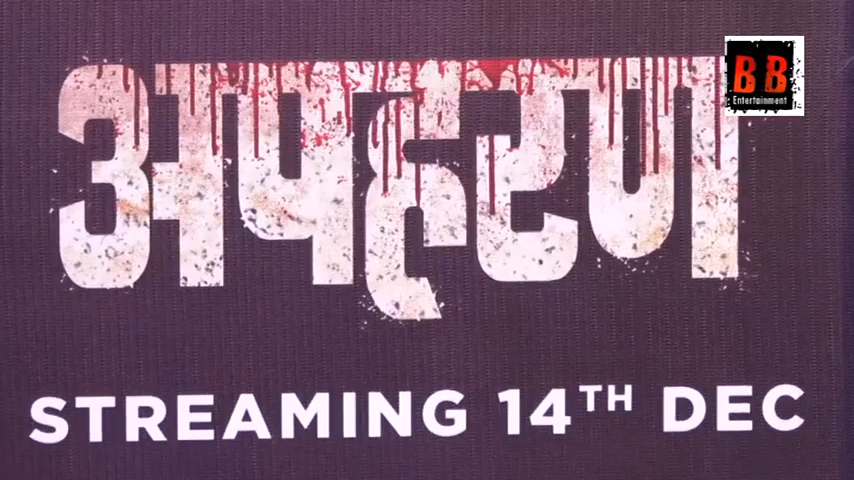 BB
Entertainment
अपहरण
STREAMING 14TH DEC